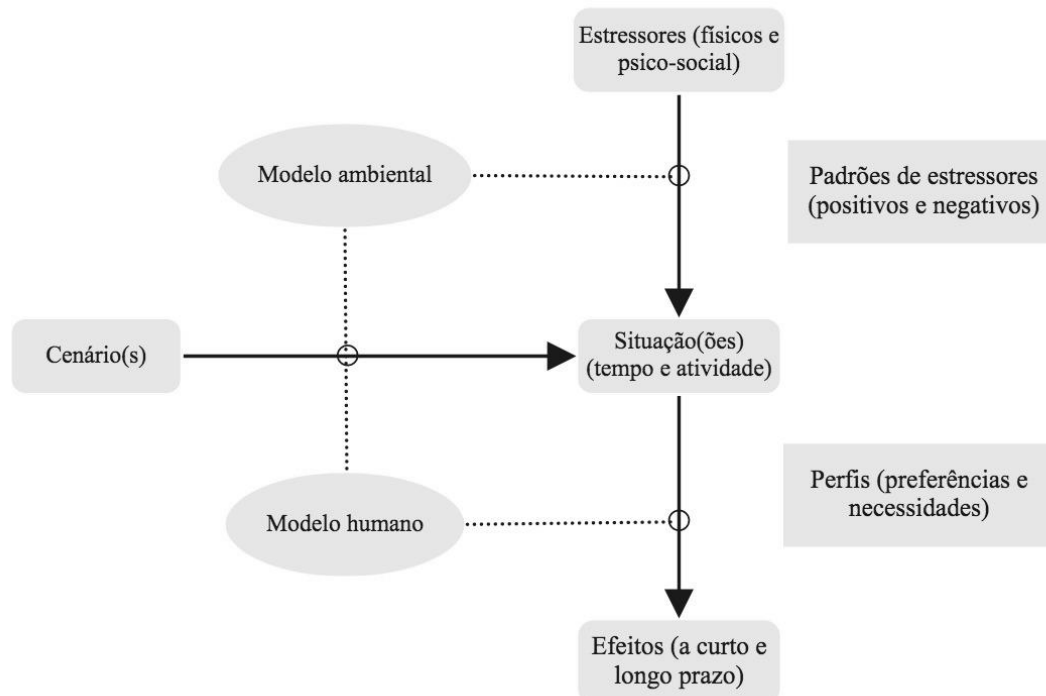 Estressores (físicos e
psico-social)
Modelo ambiental
Padrões de estressores
(positivos e negativos)
Cenário(s)
Situação(ões)
(tempo e atividade)
Perfis (preferências e
necessidades)
Modelo humano
Efeitos (a curto e
longo prazo)